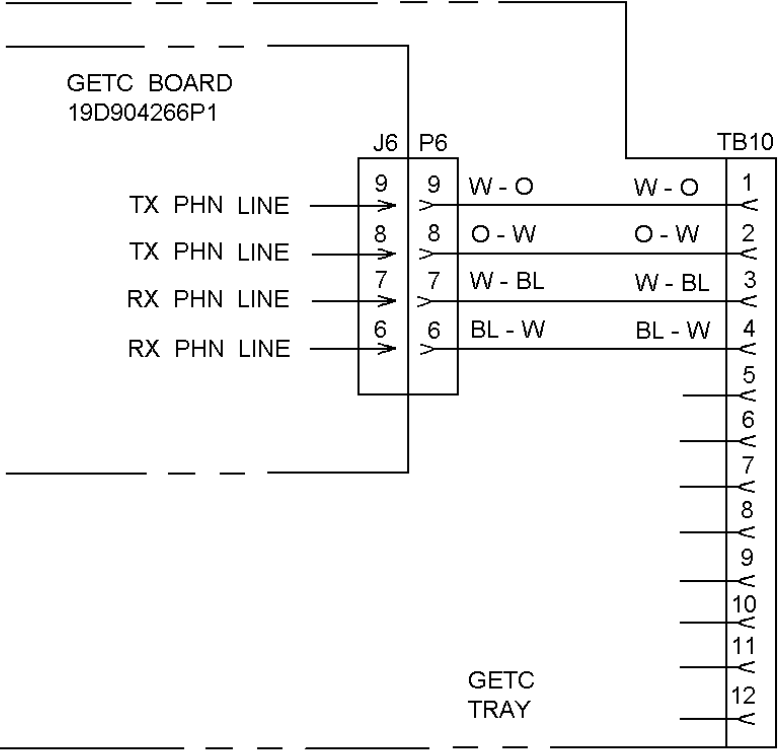 GETC BOARD
19D904266P1
J6 P6 TB10
9 9 W - O W - O 1
TX PHN LINE
8 8 O - W O - W 2
TX PHN LINE
7 7 W - BL W - BL 3
RX PHN LINE
6 6 BL - W BL - W 4
RX PHN LINE
5
6
7
8
9
10
11
GETC
12
TRAY